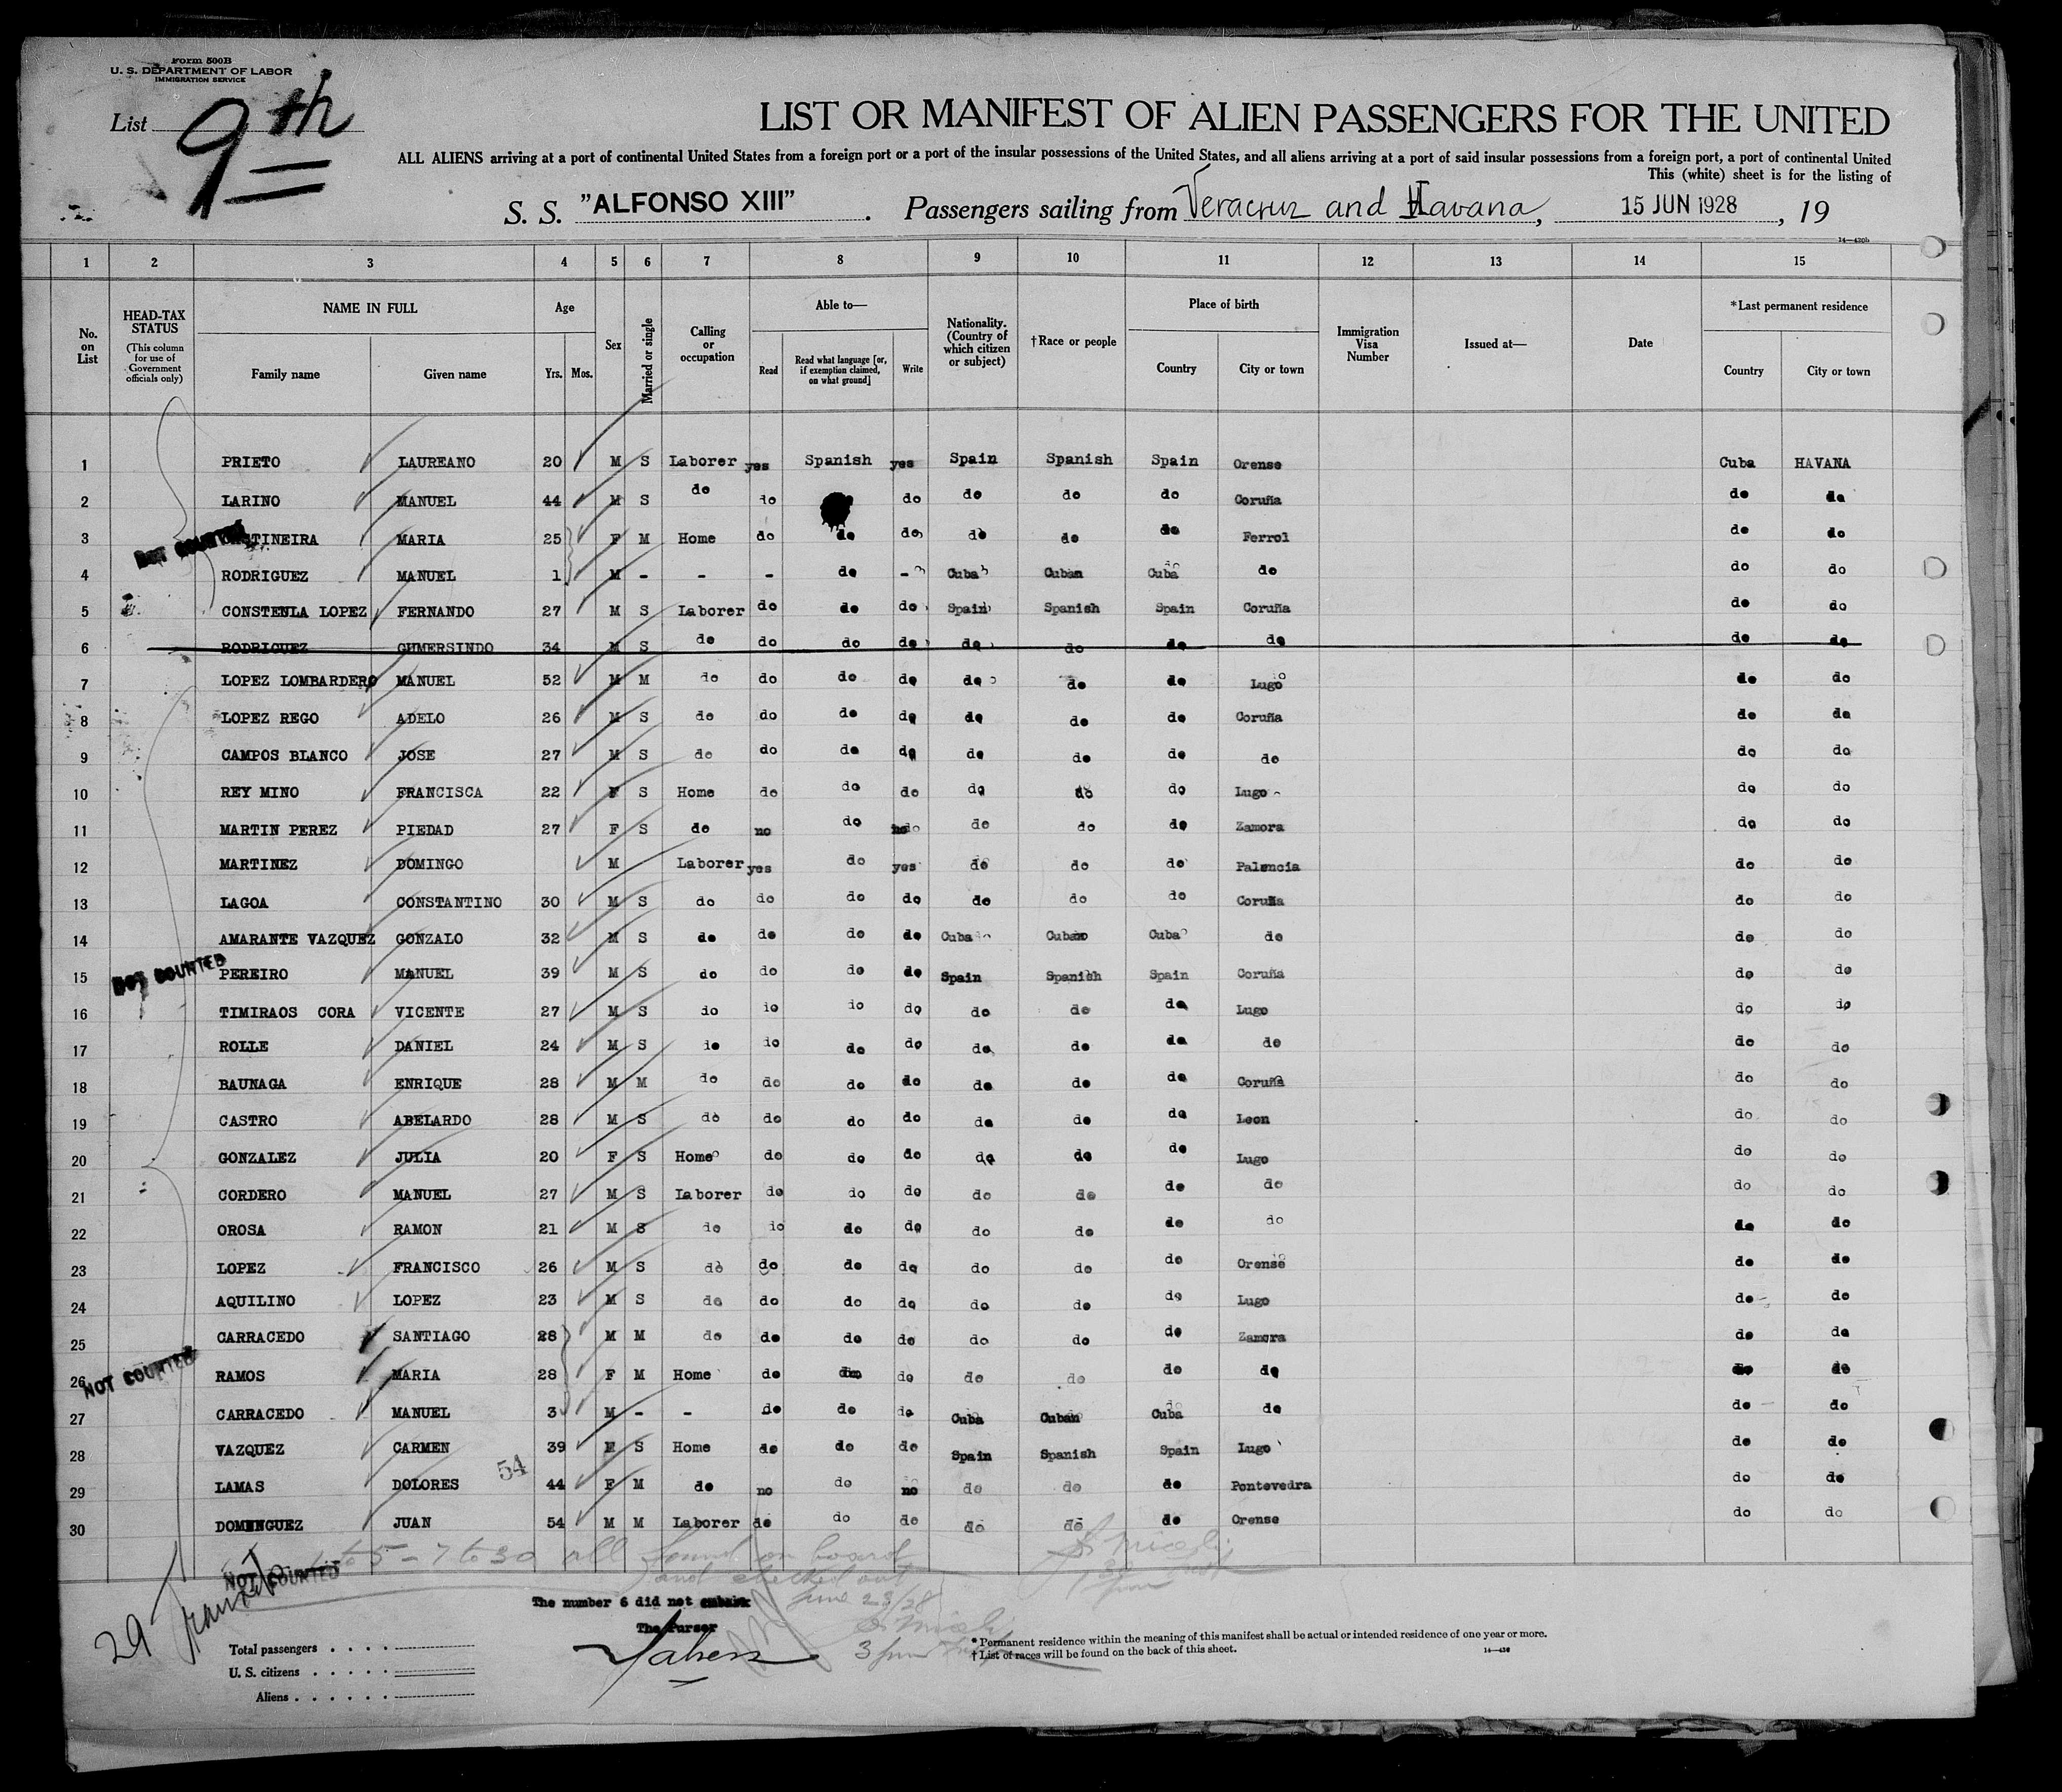 Form 500B
U. S. DEPARTMENT OF LABOR
IMMIGRATION SERVICE
List 9th
LIST OR MANIFEST OF ALIEN PASSENGERS FOR THE UNITED
ALL ALIENS arriving at a port of continental United States from a foreign port or a port of the insular possessions of the United States, and all aliens arriving at a port of said insular possessions from a foreign port, a port of continental United
This (white) sheet is for the listing of
S. S. "ALFONSO XIII". Passengers sailing from Veracruz and Havana, 15 JUN 1928, 19
14—430b
1 2 3 4 5 6 7 8 9 10 11 12 13 14 15
No. on List
HEAD-TAX STATUS (This column for use of Government officials only)
NAME IN FULL Family name Given name
Age Yrs. Mos.
Sex
Married or single
Calling or occupation
Able to— Read Read what language [or, if exemption claimed, on what ground] Write
Nationality. (Country of which citizen or subject)
†Race or people
Place of birth Country City or town
Immigration Visa Number
Issued at—
Date
*Last permanent residence Country City or town
1 PRIETO LAUREANO 20 M S Laborer yes Spanish yes Spain Spanish Spain Orense Cuba HAVANA
2 LARINO MANUEL 44 M S do do do do do do Coruña do do
NOT COUNTED
3 MARIA 25 F M Home do do do do do do Ferrol do do
4 RODRIGUEZ MANUEL 1 M - - - do - Cuba Cuban Cuba do do do
5 CONSTENLA LOPEZ FERNANDO 27 M S Laborer do do do Spain Spanish Spain Coruña do do
6 RODRIGUEZ GUMERSINDO 34 M S do do do do do do do do do do
7 LOPEZ LOMBARDERO MANUEL 52 M M do do do do do do do Lugo do do
8 LOPEZ REGO ADELO 26 M S do do do do do do do Coruña do do
9 CAMPOS BLANCO JOSE 27 M S do do do do do do do do do do
10 REY MINO FRANCISCA 22 F S Home do do do do do do Lugo do do
11 MARTIN PEREZ PIEDAD 27 F S do no do no do do do Zamora do do
12 MARTINEZ DOMINGO M Laborer yes do yes do do do Palencia do do
13 LAGOA CONSTANTINO 30 M S do do do do do do do Coruña do do
14 AMARANTE VAZQUEZ GONZALO 32 M S do do do do Cuba Cuban Cuba do do do
NOT COUNTED
15 PEREIRO MANUEL 39 M S do do do do Spain Spanish Spain Coruña do do
16 TIMIRAOS CORA VICENTE 27 M S do do do do do do do Lugo do do
17 ROLLE DANIEL 24 M S do do do do do do do do do do
18 BAUNAGA ENRIQUE 28 M M do do do do do do do Coruña do do
19 CASTRO ABELARDO 28 M S do do do do do do do Leon do do
20 GONZALEZ JULIA 20 F S Home do do do do do do Lugo do do
21 CORDERO MANUEL 27 M S Laborer do do do do do do do do do
22 OROSA RAMON 21 M S do do do do do do do do do do
23 LOPEZ FRANCISCO 26 M S do do do do do do do Orense do do
24 AQUILINO LOPEZ 23 M S do do do do do do do Lugo do do
25 CARRACEDO SANTIAGO 28 M M do do do do do do do Zamora do do
NOT COUNTED
26 RAMOS MARIA 28 F M Home do do do do do do do do do
27 CARRACEDO MANUEL 3 M - - do do do Cuba Cuban Cuba do do do
28 VAZQUEZ CARMEN 39 F S Home do do do Spain Spanish Spain Lugo do do
54
29 LAMAS DOLORES 44 F M do no do no do do do Pontevedra do do
30 DOMINGUEZ JUAN 54 M M Laborer do do do do do do Orense do do
1 to 5 - 7 to 30 all found on board
and checked out
June 23/28
NOT COUNTED
29 Transit
The number 6 did not embark
The Purser
3 pm
Total passengers
U. S. citizens
Aliens
*Permanent residence within the meaning of this manifest shall be actual or intended residence of one year or more.
†List of races will be found on the back of this sheet.
14—430